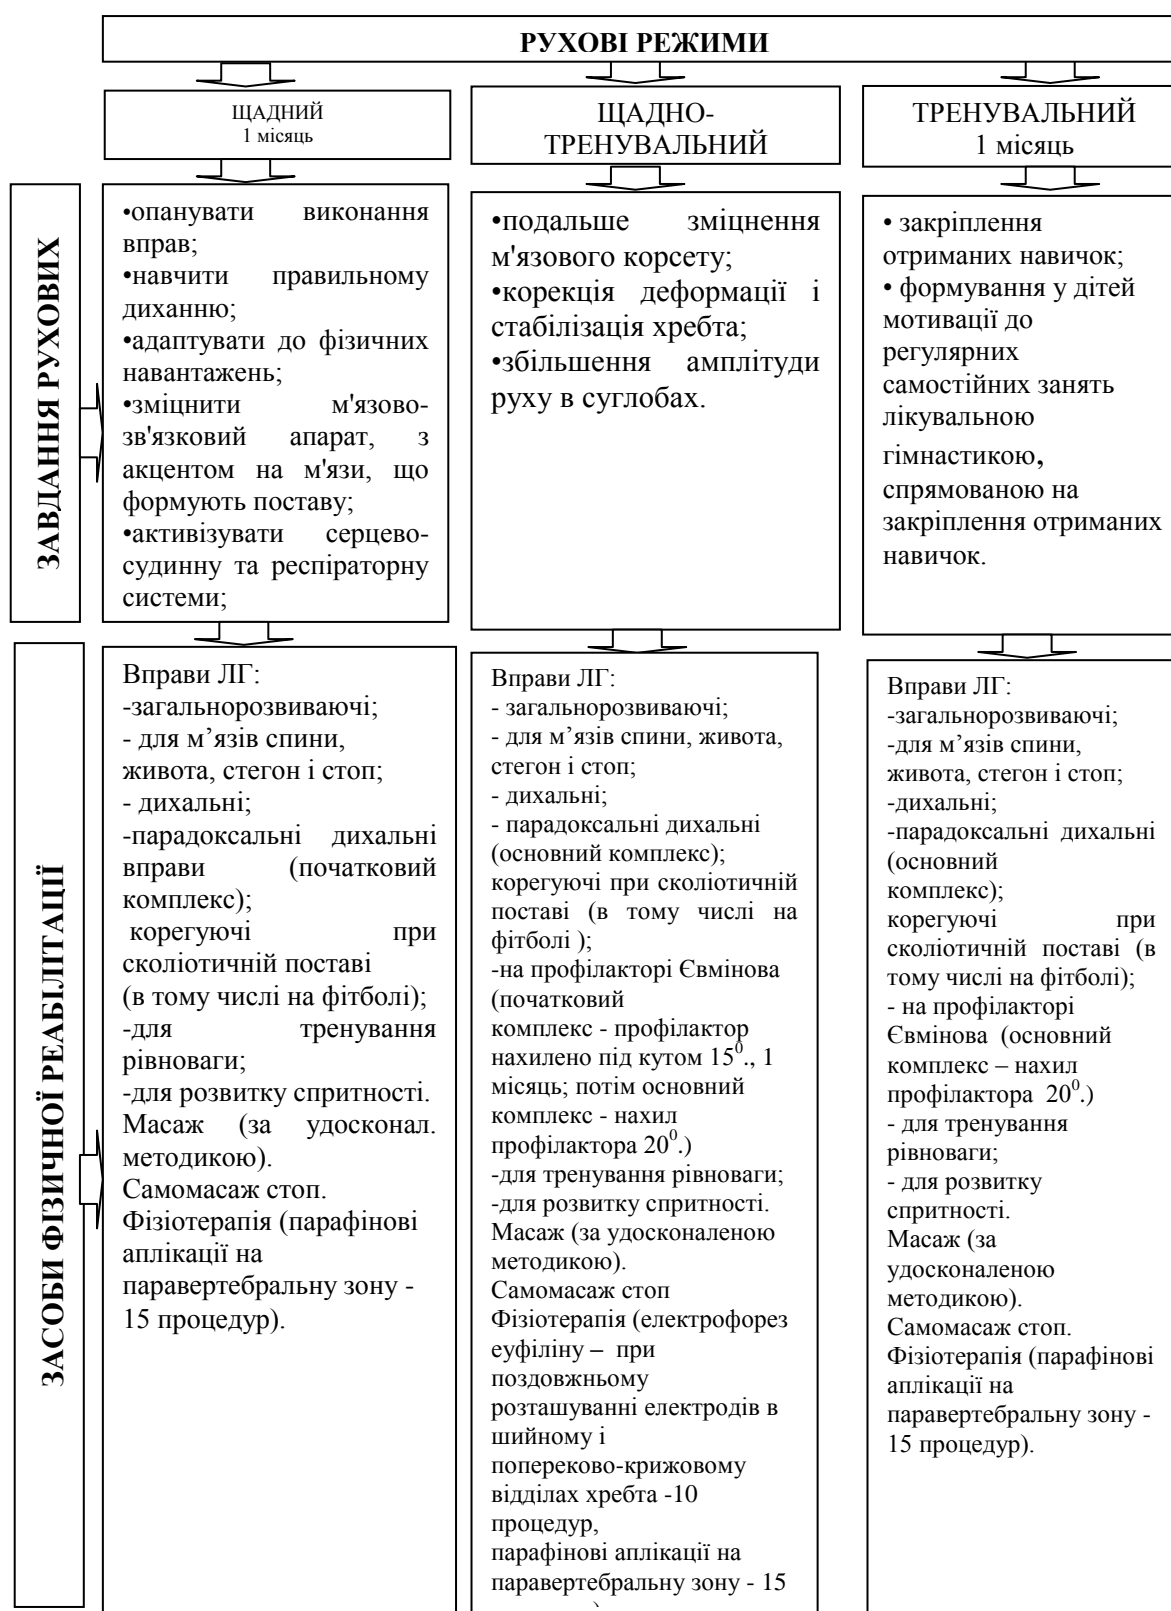 РУХОВІ РЕЖИМИ
ЩАДНИЙ
1 місяць
ЩАДНО-
ТРЕНУВАЛЬНИЙ
ТРЕНУВАЛЬНИЙ
1 місяць
ЗАВДАННЯ РУХОВИХ
•опанувати виконання
вправ;
•навчити правильному
диханню;
•адаптувати до фізичних
навантажень;
•зміцнити м'язово-
зв'язковий апарат, з
акцентом на м'язи, що
формують поставу;
•активізувати серцево-
судинну та респіраторну
системи;
•подальше зміцнення
м'язового корсету;
•корекція деформації і
стабілізація хребта;
•збільшення амплітуди
руху в суглобах.
• закріплення
отриманих навичок;
• формування у дітей
мотивації до
регулярних
самостійних занять
лікувальною
гімнастикою,
спрямованою на
закріплення отриманих
навичок.
ЗАСОБИ ФІЗИЧНОЇ РЕАБІЛІТАЦІЇ
Вправи ЛГ:
-загальнорозвиваючі;
- для м’язів спини,
живота, стегон і стоп;
- дихальні;
-парадоксальні дихальні
вправи (початковий
комплекс);
корегуючі при
сколіотичній поставі
(в тому числі на фітболі);
-для тренування
рівноваги;
-для розвитку спритності.
Масаж (за удосконал.
методикою).
Самомасаж стоп.
Фізіотерапія (парафінові
аплікації на
паравертебральну зону -
15 процедур).
Вправи ЛГ:
- загальнорозвиваючі;
- для м’язів спини, живота,
стегон і стоп;
- дихальні;
- парадоксальні дихальні
(основний комплекс);
корегуючі при сколіотичній
поставі (в тому числі на
фітболі );
-на профілакторі Євмінова
(початковий
комплекс - профілактор
нахилено під кутом 15⁰., 1
місяць; потім основний
комплекс - нахил
профілактора 20⁰.)
-для тренування рівноваги;
-для розвитку спритності.
Масаж (за удосконаленою
методикою).
Самомасаж стоп
Фізіотерапія (електрофорез
еуфіліну – при
поздовжньому
розташуванні електродів в
шийному і
попереково-крижовому
відділах хребта -10
процедур,
парафінові аплікації на
паравертебральну зону - 15
Вправи ЛГ:
-загальнорозвиваючі;
-для м’язів спини,
живота, стегон і стоп;
-дихальні;
-парадоксальні дихальні
(основний
комплекс);
корегуючі при
сколіотичній поставі (в
тому числі на фітболі);
- на профілакторі
Євмінова (основний
комплекс – нахил
профілактора 20⁰.)
- для тренування
рівноваги;
- для розвитку
спритності.
Масаж (за
удосконаленою
методикою).
Самомасаж стоп.
Фізіотерапія (парафінові
аплікації на
паравертебральну зону -
15 процедур).